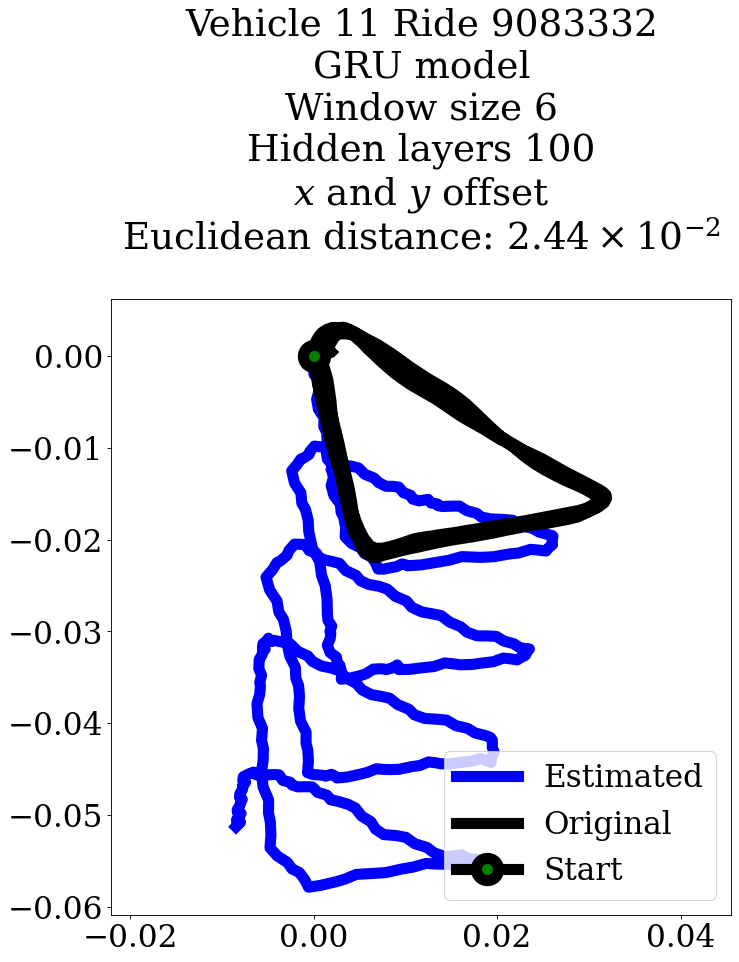 Vehicle 11 Ride 9083332
GRU model
Window size 6
Hidden layers 100
x and y offset
Euclidean distance: 2.44 × 10⁻²
0.00
−0.01
−0.02
−0.03
−0.04
−0.05
−0.06
−0.02
0.00
0.02
0.04
Estimated
Original
Start